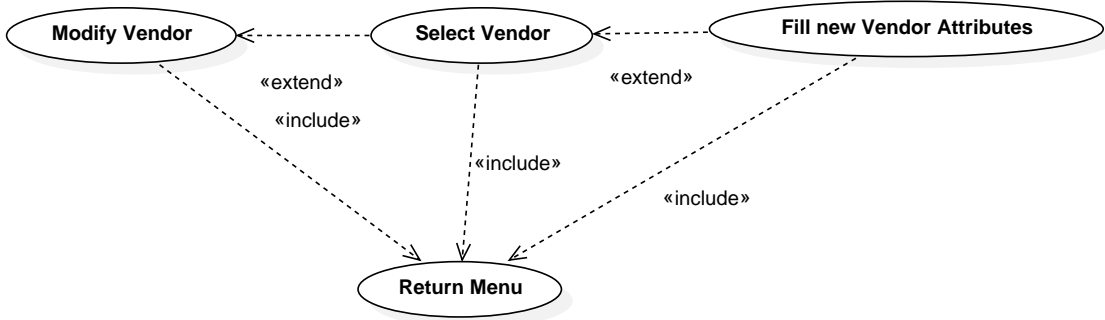 Modify Vendor
Select Vendor
Fill new Vendor Attributes
«extend»
«extend»
«include»
«include»
«include»
Return Menu